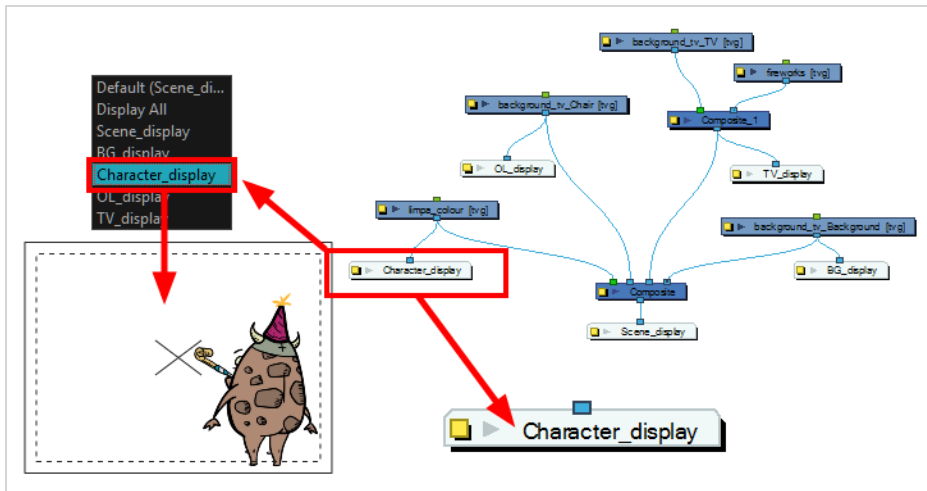 Default (Scene_di...
Display All
Scene_display
BG_display
Character_display
OL_display
TV_display
background_tv_TV [tvg]
fireworks [tvg]
background_tv_Chair [tvg]
Composite_1
OL_display
TV_display
limpa_colour [tvg]
background_tv_Background [tvg]
Character_display
BG_display
Composite
Scene_display
Character_display